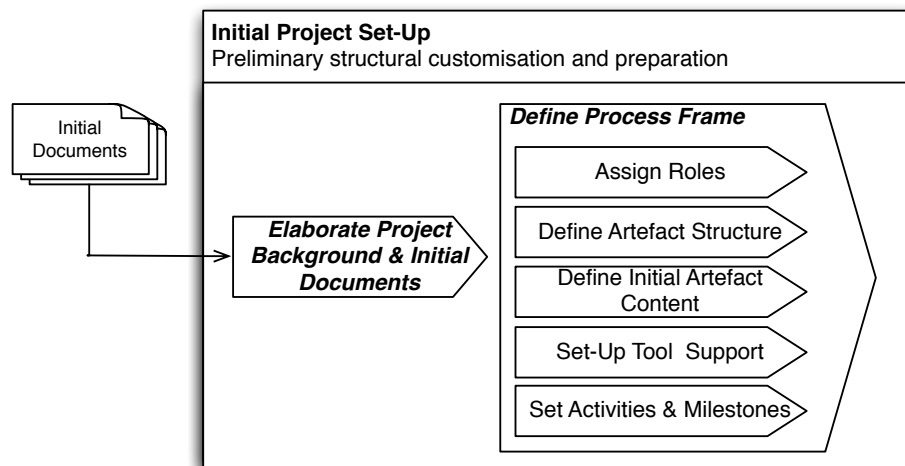 Initial Project Set-Up
Preliminary structural customisation and preparation
Initial
Documents
Elaborate Project
Background & Initial
Documents
Define Process Frame
Assign Roles
Define Artefact Structure
Define Initial Artefact
Content
Set-Up Tool  Support
Set Activities & Milestones